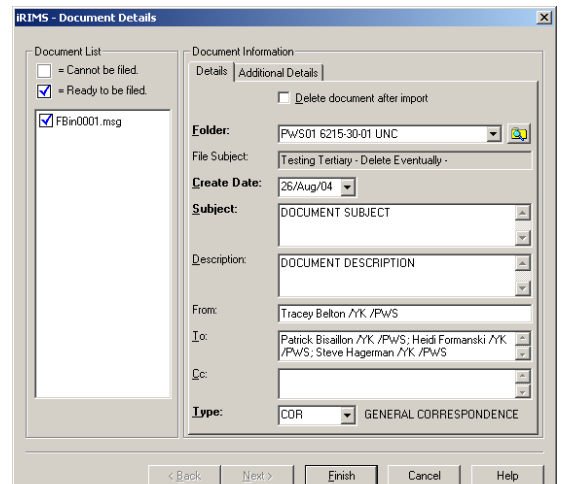 iRIMS - Document Details
Document List
= Cannot be filed.
= Ready to be filed.
FBin0001.msg
Document Information
Details
Additional Details
Delete document after import
Folder:
PWS01 6215-30-01 UNC
File Subject:
Testing Tertiary - Delete Eventually -
Create Date:
26/Aug/04
Subject:
DOCUMENT SUBJECT
Description:
DOCUMENT DESCRIPTION
From:
Tracey Belton /YK /PWS
To:
Patrick Bisaillon /YK /PWS; Heidi Formanski /YK
/PWS; Steve Hagerman /YK /PWS
Cc:
Type:
COR
GENERAL CORRESPONDENCE
< Back
Next >
Finish
Cancel
Help